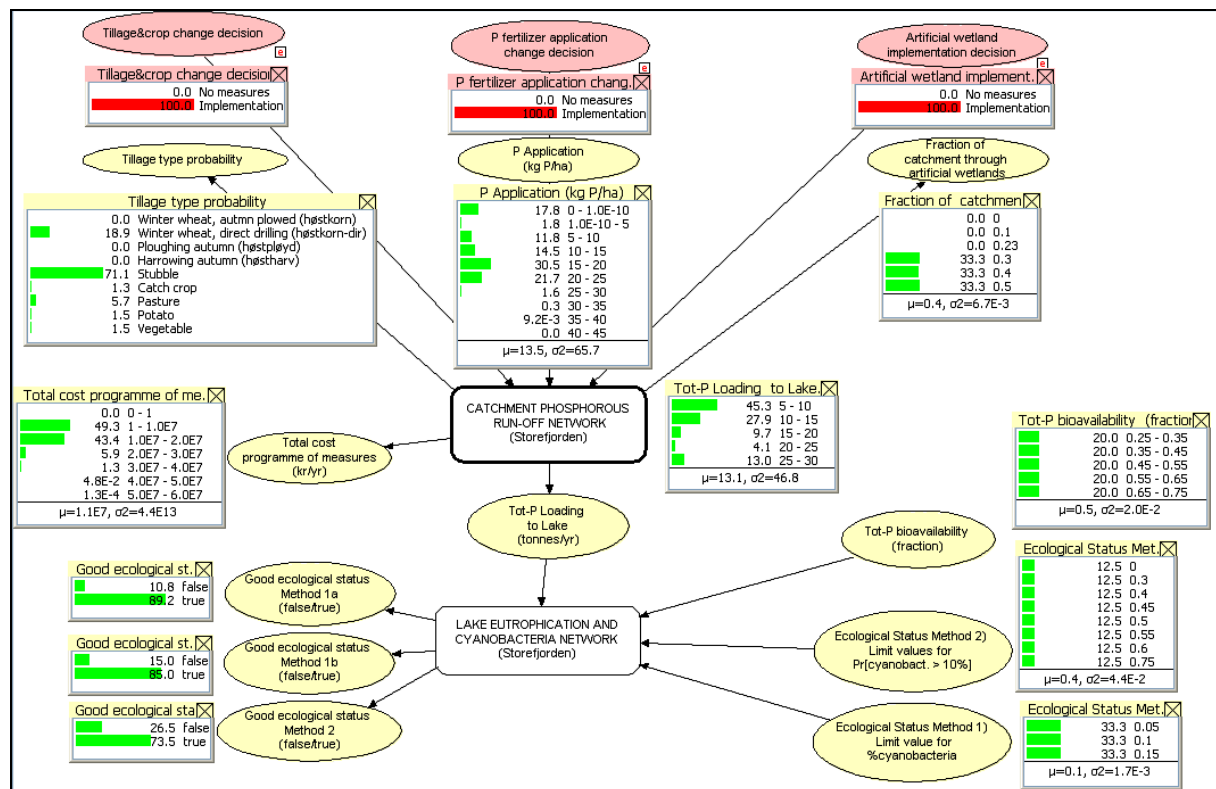 Tillage&crop change decision
e
Tillage&crop change decision
0.0 No measures
100.0 Implementation
P fertilizer application
change decision
e
P fertilizer application chang.
0.0 No measures
100.0 Implementation
Artificial wetland
implementation decision
e
Artificial wetland implement.
0.0 No measures
100.0 Implementation
Tillage type probability
Tillage type probability
0.0 Winter wheat, autmn plowed (høstkorn)
18.9 Winter wheat, direct drilling (høstkorn-dir)
0.0 Ploughing autumn (høstpløyd)
0.0 Harrowing autumn (høstharv)
71.1 Stubble
1.3 Catch crop
5.7 Pasture
1.5 Potato
1.5 Vegetable
P Application
(kg P/ha)
P Application (kg P/ha)
17.8 0 - 1.0E-10
1.8 1.0E-10 - 5
11.8 5 - 10
14.5 10 - 15
30.5 15 - 20
21.7 20 - 25
1.6 25 - 30
0.3 30 - 35
9.2E-3 35 - 40
0.0 40 - 45
μ=13.5, σ2=65.7
Fraction of
catchment through
artificial wetlands
Fraction of catchmen
0.0 0
0.0 0.1
0.0 0.23
33.3 0.3
33.3 0.4
33.3 0.5
μ=0.4, σ2=6.7E-3
Total cost programme of me.
0.0 0 - 1
49.3 1 - 1.0E7
43.4 1.0E7 - 2.0E7
5.9 2.0E7 - 3.0E7
1.3 3.0E7 - 4.0E7
4.8E-2 4.0E7 - 5.0E7
1.3E-4 5.0E7 - 6.0E7
μ=1.1E7, σ2=4.4E13
Total cost
programme of measures
(kr/yr)
CATCHMENT PHOSPHOROUS
RUN-OFF NETWORK
(Storefjorden)
Tot-P Loading to Lake.
45.3 5 - 10
27.9 10 - 15
9.7 15 - 20
4.1 20 - 25
13.0 25 - 30
μ=13.1, σ2=46.8
Tot-P bioavailability (fraction
20.0 0.25 - 0.35
20.0 0.35 - 0.45
20.0 0.45 - 0.55
20.0 0.55 - 0.65
20.0 0.65 - 0.75
μ=0.5, σ2=2.0E-2
Tot-P Loading
to Lake
(tonnes/yr)
Tot-P bioavailability
(fraction)
Good ecological st.
10.8 false
89.2 true
Good ecological status
Method 1a
(false/true)
Ecological Status Met.
12.5 0
12.5 0.3
12.5 0.4
12.5 0.45
12.5 0.5
12.5 0.55
12.5 0.6
12.5 0.75
μ=0.4, σ2=4.4E-2
LAKE EUTROPHICATION AND
CYANOBACTERIA NETWORK
(Storefjorden)
Good ecological st.
15.0 false
85.0 true
Good ecological status
Method 1b
(false/true)
Ecological Status Method 2)
Limit values for
Pr[cyanobact. > 10%]
Good ecological sta
26.5 false
73.5 true
Good ecological status
Method 2
(false/true)
Ecological Status Method 1)
Limit value for
%cyanobacteria
Ecological Status Met.
33.3 0.05
33.3 0.1
33.3 0.15
μ=0.1, σ2=1.7E-3